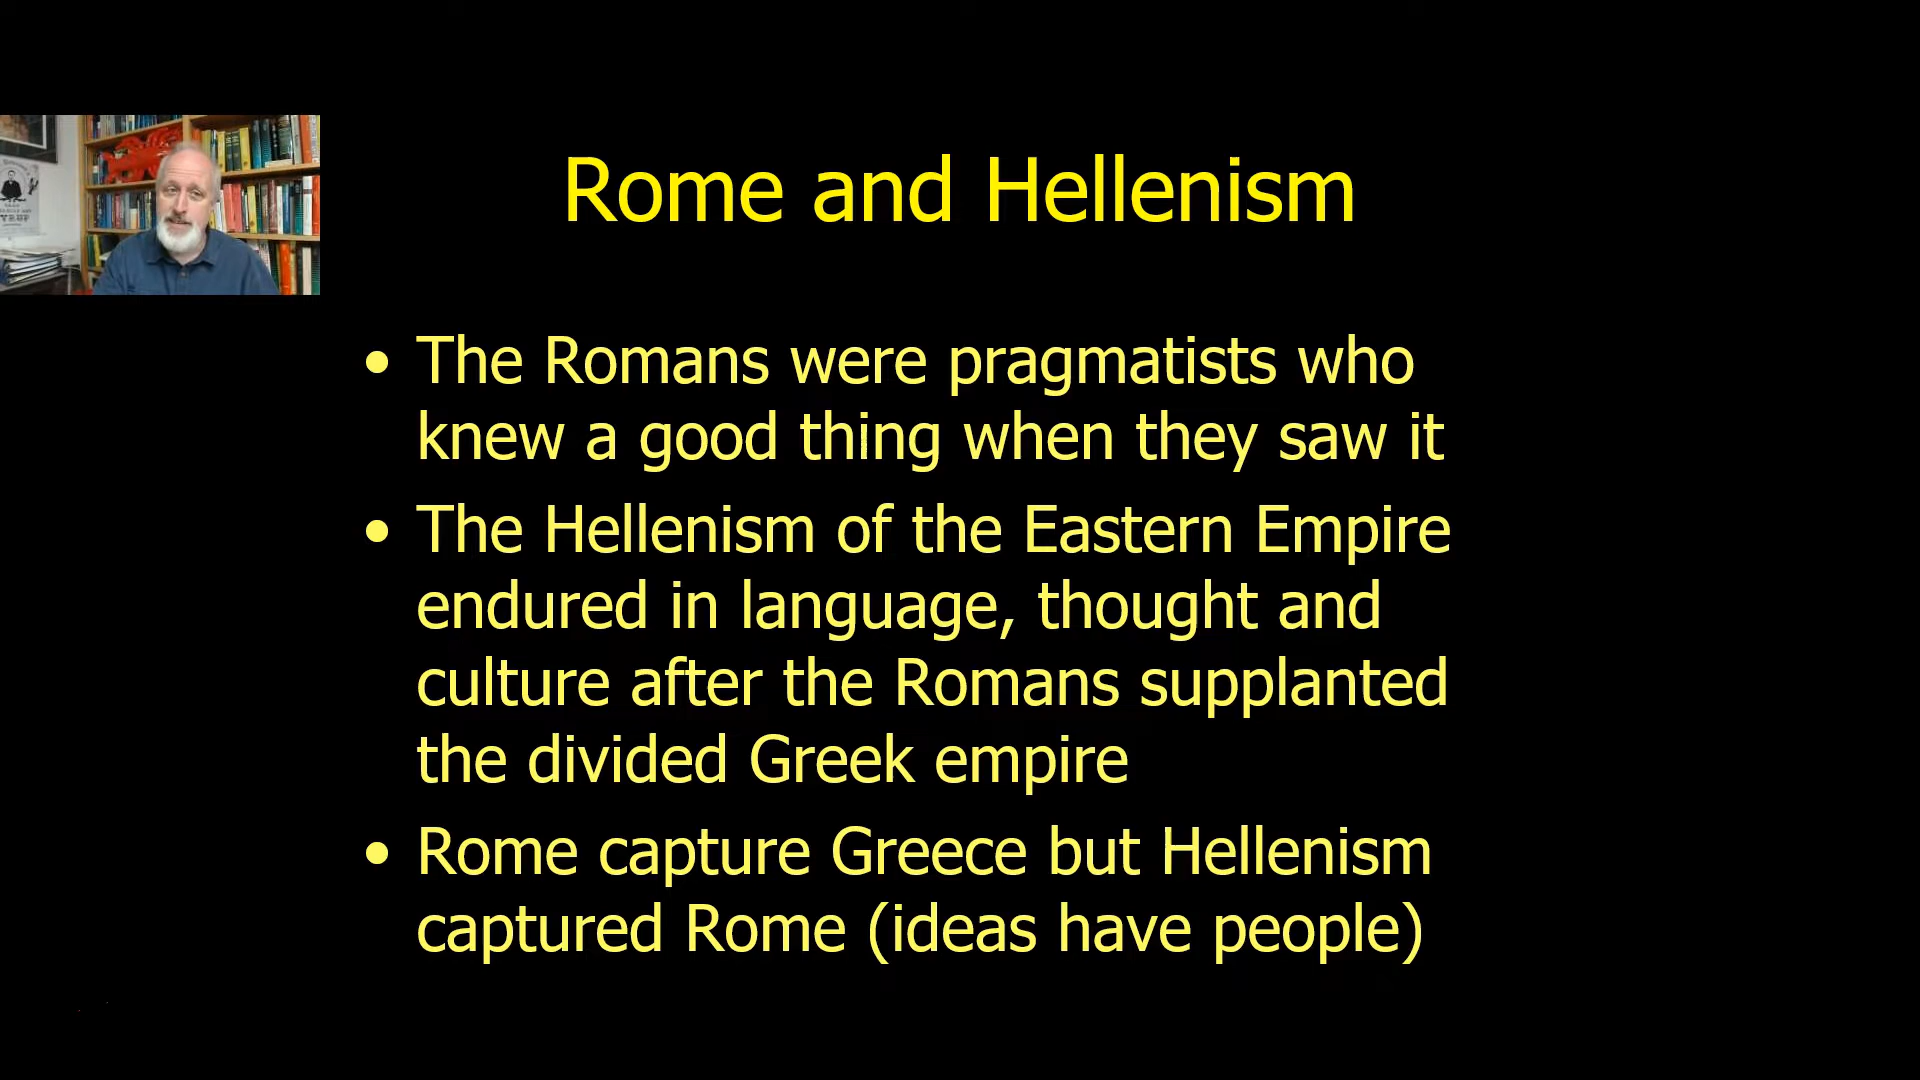 Rome and Hellenism
• The Romans were pragmatists who
knew a good thing when they saw it
• The Hellenism of the Eastern Empire
endured in language, thought and
culture after the Romans supplanted
the divided Greek empire
• Rome capture Greece but Hellenism
captured Rome (ideas have people)